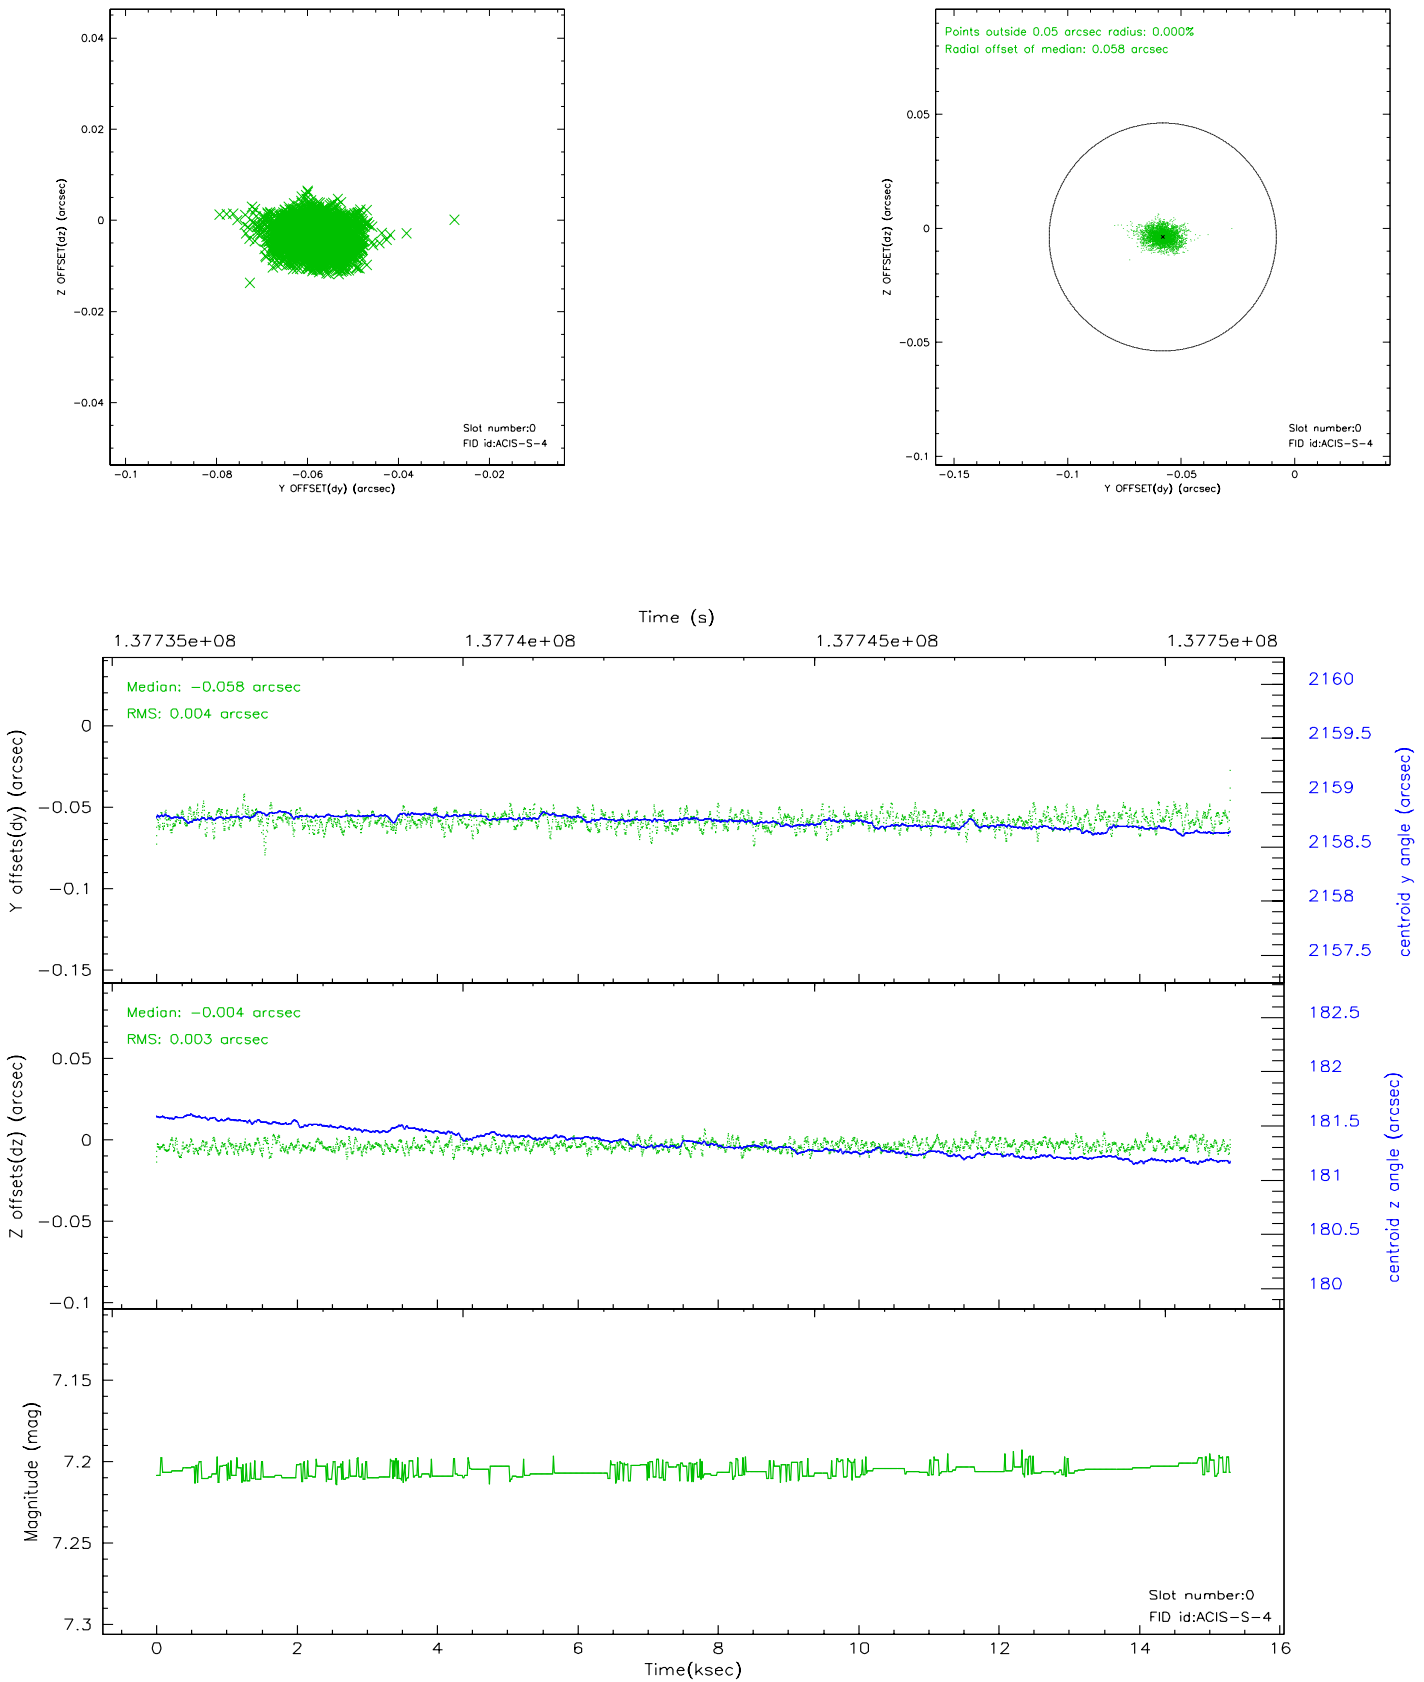 0.04
0.02
0
−0.02
−0.04
Z OFFSET(dz) (arcsec)
−0.1
−0.08
−0.06
−0.04
−0.02
Y OFFSET(dy) (arcsec)
Slot number:0
FID id:ACIS−S−4
Points outside 0.05 arcsec radius: 0.000%
Radial offset of median: 0.058 arcsec
0.05
0
−0.05
−0.1
Z OFFSET(dz) (arcsec)
−0.15
−0.1
−0.05
0
Y OFFSET(dy) (arcsec)
Slot number:0
FID id:ACIS−S−4
Time (s)
1.37735e+08
1.3774e+08
1.37745e+08
1.3775e+08
Median: −0.058 arcsec
RMS: 0.004 arcsec
0
−0.05
−0.1
−0.15
Y offsets(dy) (arcsec)
2160
2159.5
2159
2158.5
2158
2157.5
centroid y angle (arcsec)
Median: −0.004 arcsec
RMS: 0.003 arcsec
0.05
0
−0.05
−0.1
Z offsets(dz) (arcsec)
182.5
182
181.5
181
180.5
180
centroid z angle (arcsec)
7.15
7.2
7.25
7.3
Magnitude (mag)
Slot number:0
FID id:ACIS−S−4
0
2
4
6
8
10
12
14
16
Time(ksec)